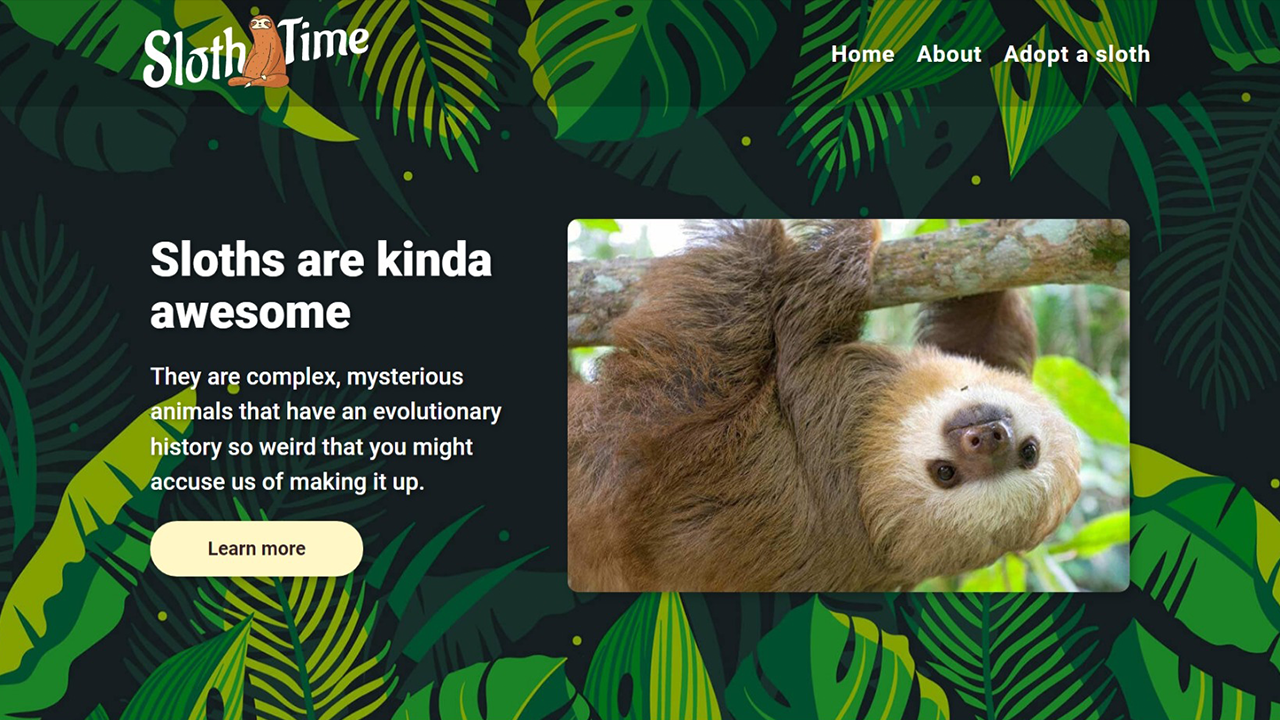 Sloth Time
Home About Adopt a sloth
Sloths are kinda
awesome
They are complex, mysterious
animals that have an evolutionary
history so weird that you might
accuse us of making it up.
Learn more